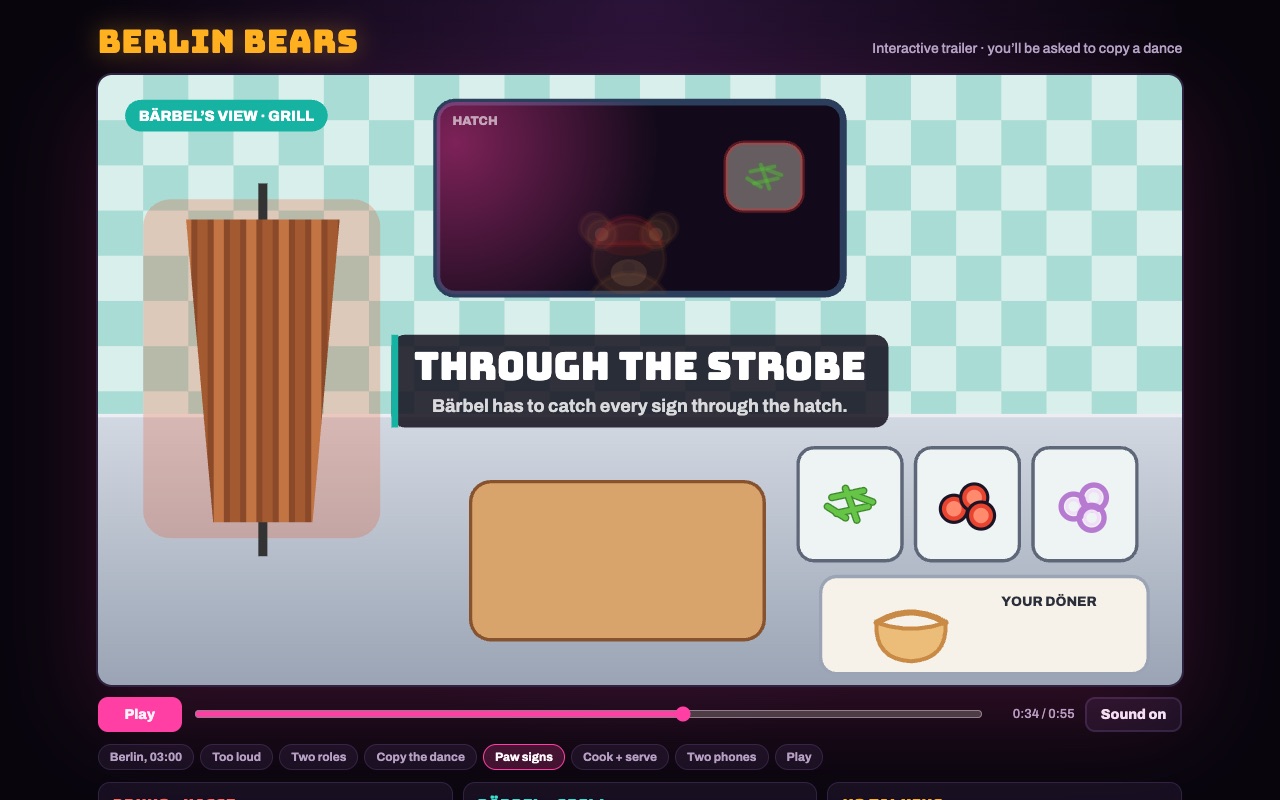 BERLIN BEARS
Interactive trailer · you'll be asked to copy a dance
BÄRBEL'S VIEW · GRILL
HATCH
THROUGH THE STROBE
Bärbel has to catch every sign through the hatch.
YOUR DÖNER
Play
0:34 / 0:55
Sound on
Berlin, 03:00
Too loud
Two roles
Copy the dance
Paw signs
Cook + serve
Two phones
Play